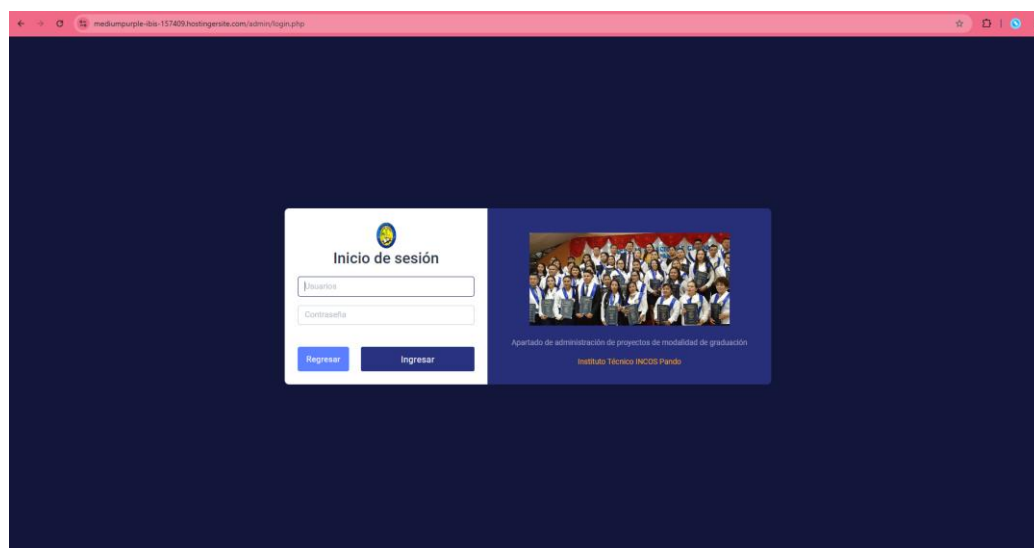 mediumpurple-ibis-157409.hostingersite.com/admin/login.php
Inicio de sesión
Usuarios
Contraseña
Regresar
Ingresar
Apartado de administración de proyectos de modalidad de graduación
Instituto Técnico INCOS Pando